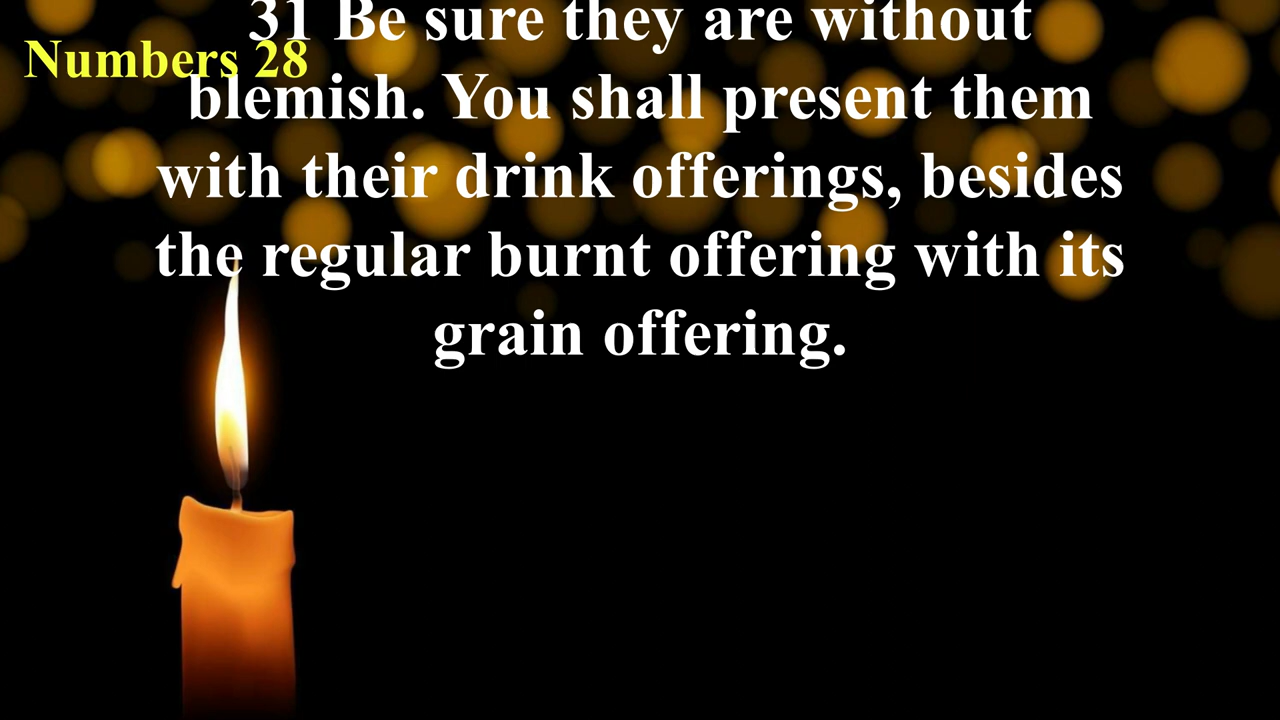 31 Be sure they are without
Numbers 28
blemish. You shall present them
with their drink offerings, besides
the regular burnt offering with its
grain offering.